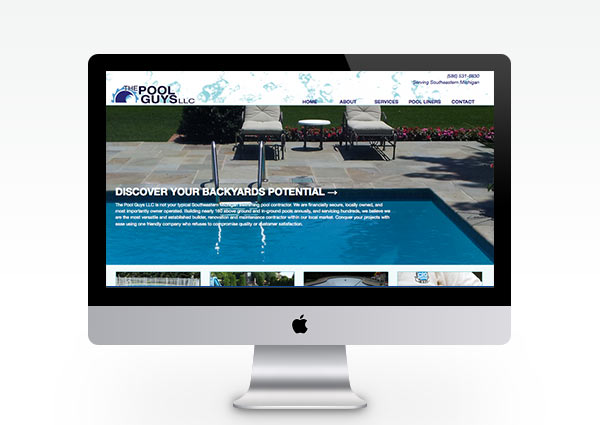 THE POOL GUYS LLC
(586) 531-8630
Serving Southeastern Michigan
HOME ABOUT SERVICES POOL LINERS CONTACT
DISCOVER YOUR BACKYARDS POTENTIAL →
The Pool Guys LLC is not your typical Southeastern Michigan swimming pool contractor. We are financially secure, locally owned, and
most importantly owner operated. Building nearly 160 above ground and in-ground pools annually, and servicing hundreds, we believe we
are the most versatile and established builder, renovation and maintenance contractor within our local market. Conquer your projects with
ease using one friendly company who refuses to compromise quality or customer satisfaction.